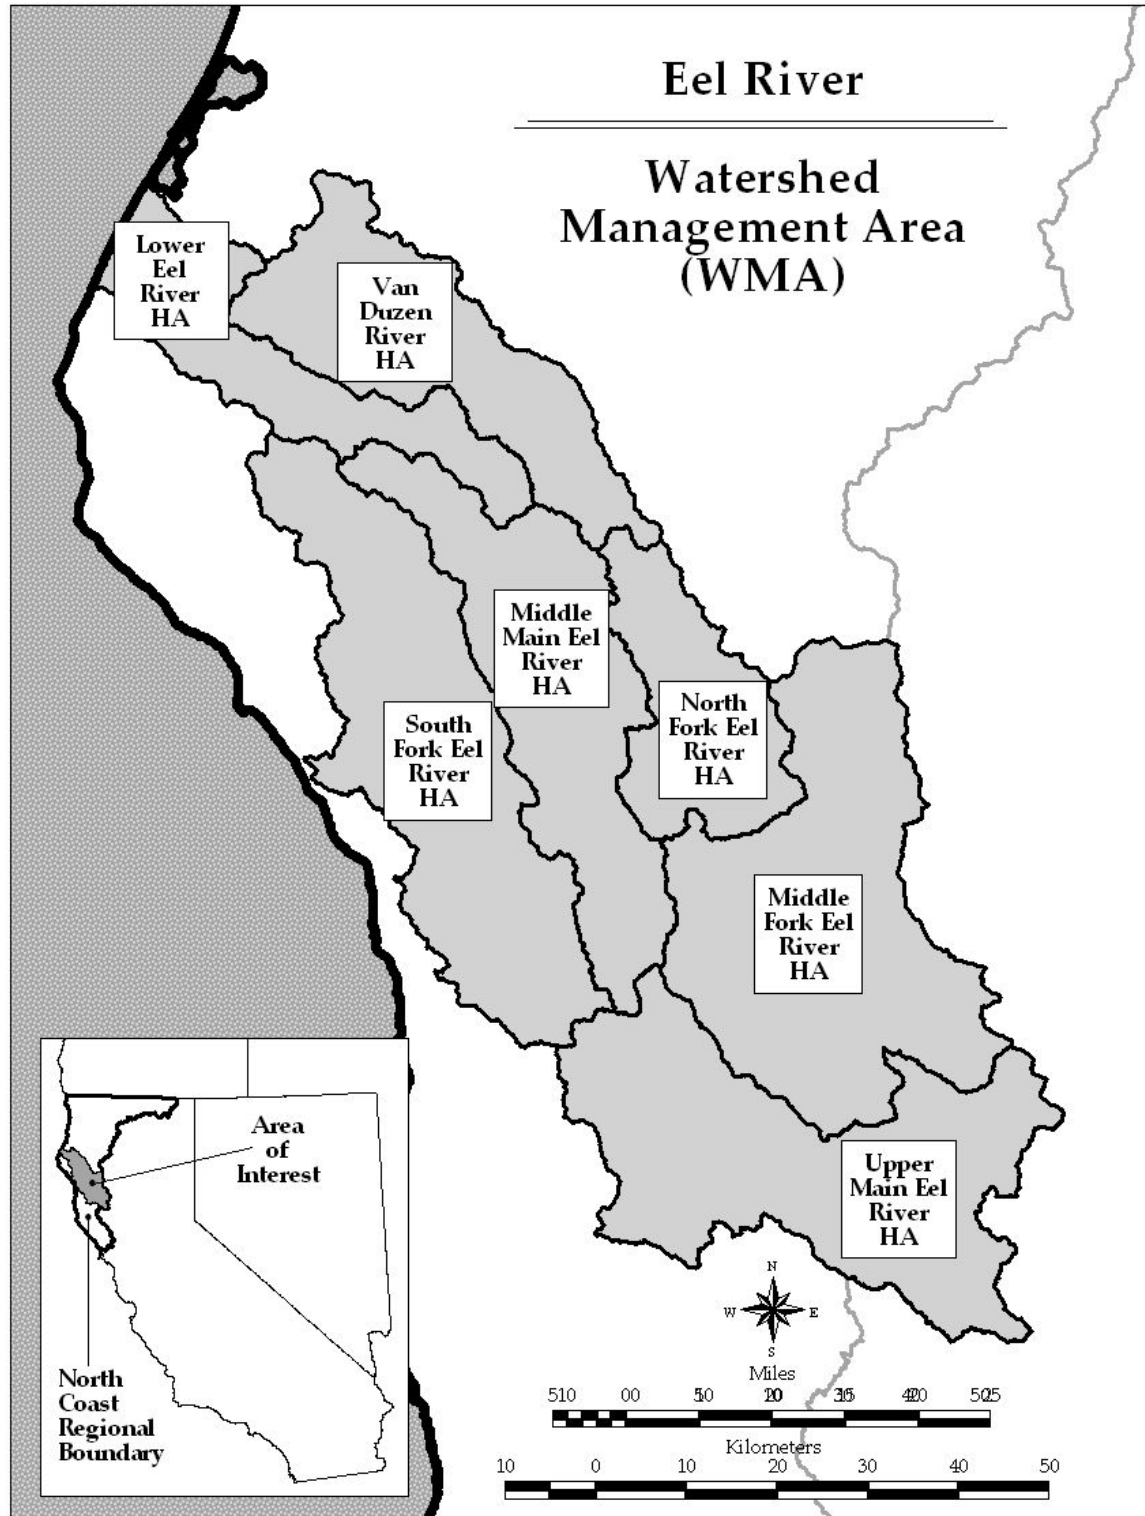 Eel River
Watershed
Management Area
(WMA)
Lower
Eel
River
HA
Van
Duzen
River
HA
Middle
Main Eel
River
HA
North
Fork Eel
River
HA
South
Fork Eel
River
HA
Middle
Fork Eel
River
HA
Upper
Main Eel
River
HA
Area
of
Interest
North
Coast
Regional
Boundary
N
W E
S
Miles
Kilometers
10 0 10 20 30 40 50